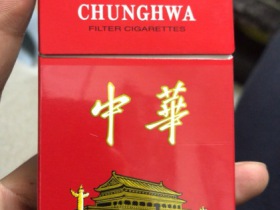 CHUNGHWA
FILTER CIGARETTES
中華